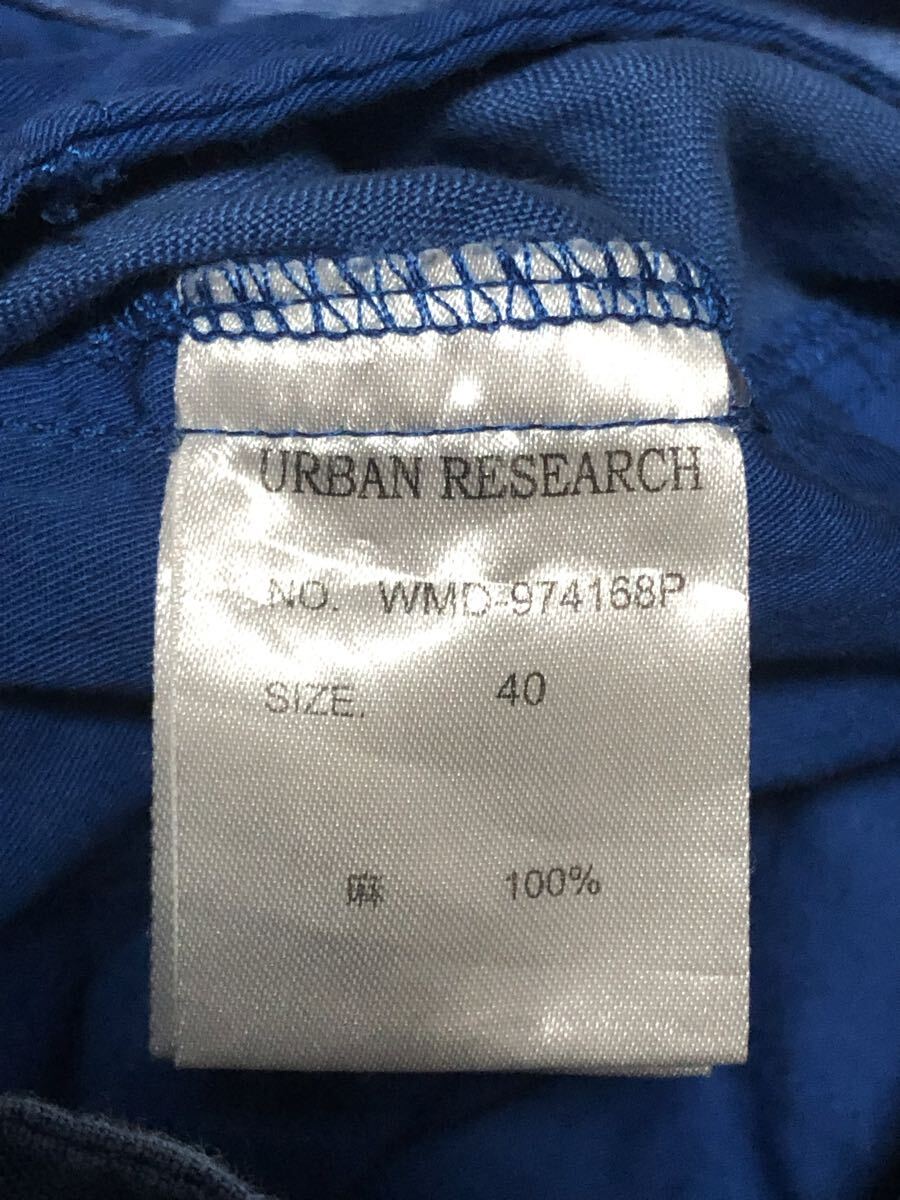 URBAN RESEARCH
NO. WMD-974168P
SIZE. 40
麻 100%